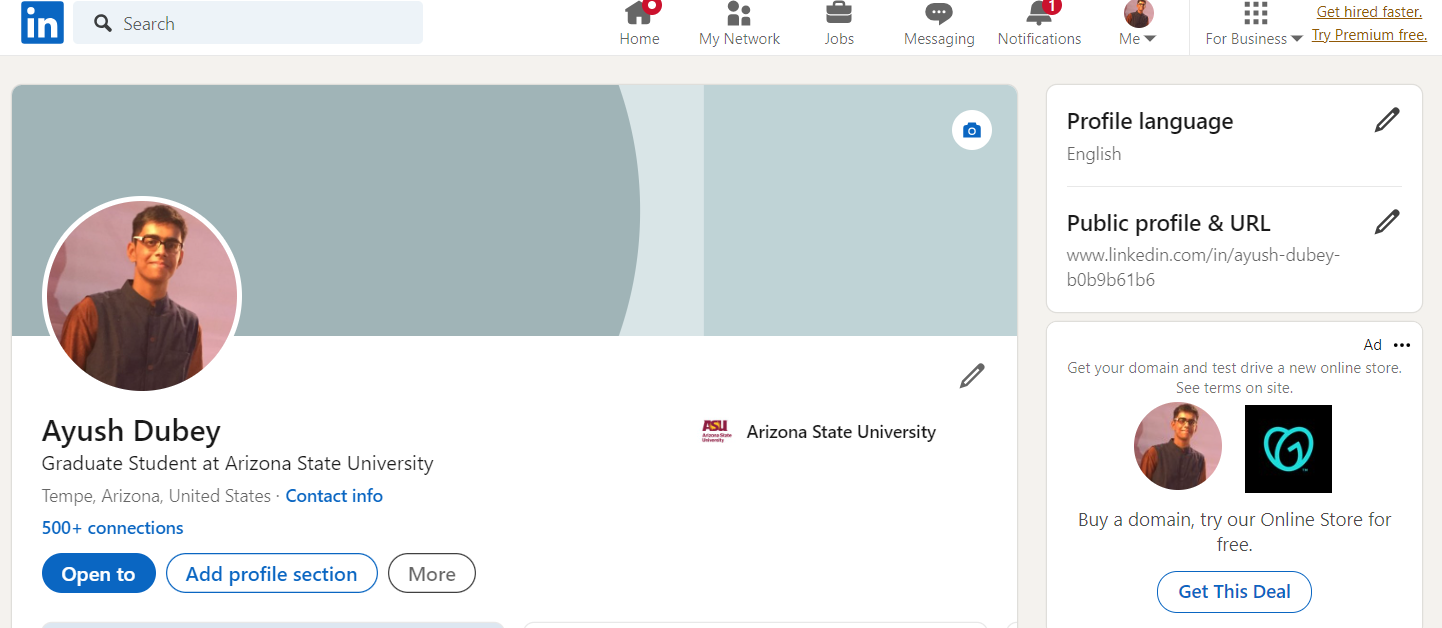 in
Search
Home
My Network
Jobs
Messaging
1
Notifications
Me
For Business
Get hired faster.
Try Premium free.
Profile language
English
Public profile & URL
www.linkedin.com/in/ayush-dubey-
b0b9b61b6
Ayush Dubey
Graduate Student at Arizona State University
Tempe, Arizona, United States · Contact info
500+ connections
Open to
Add profile section
More
ASU
Arizona State
University
Arizona State University
Ad
Get your domain and test drive a new online store.
See terms on site.
Buy a domain, try our Online Store for
free.
Get This Deal